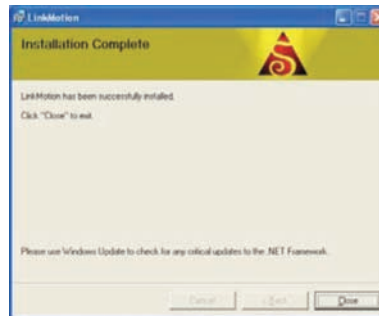 LinkMotion
Installation Complete
LinkMotion has been successfully installed.
Click "Close" to exit.
Please use Windows Update to check for any critical updates to the .NET Framework.
Cancel < Back Close